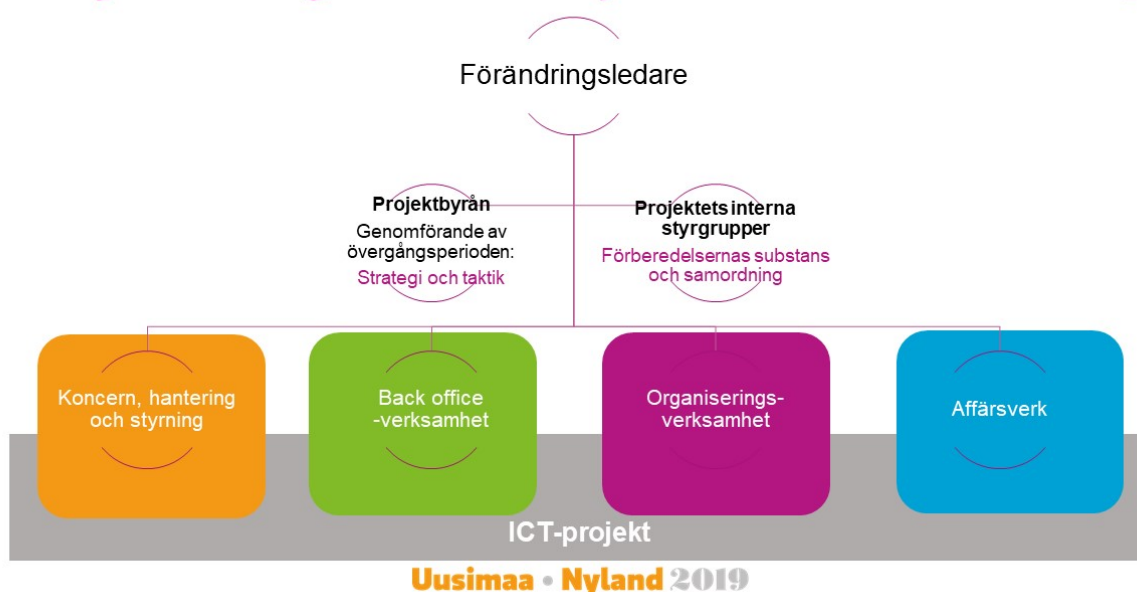 Förändringsledare
Projektbyrån
Genomförande av
övergångsperioden:
Strategi och taktik
Projektets interna
styrgrupper
Förberedelsernas substans
och samordning
Koncern, hantering
och styrning
Back office
-verksamhet
Organiserings-
verksamhet
Affärsverk
ICT-projekt
Uusimaa • Nyland 2019